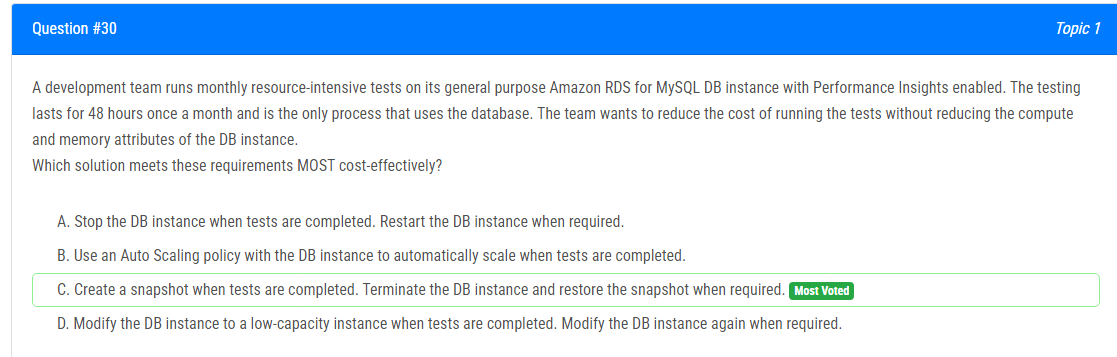 Question #30
Topic 1
A development team runs monthly resource-intensive tests on its general purpose Amazon RDS for MySQL DB instance with Performance Insights enabled. The testing
lasts for 48 hours once a month and is the only process that uses the database. The team wants to reduce the cost of running the tests without reducing the compute
and memory attributes of the DB instance.
Which solution meets these requirements MOST cost-effectively?
A. Stop the DB instance when tests are completed. Restart the DB instance when required.
B. Use an Auto Scaling policy with the DB instance to automatically scale when tests are completed.
C. Create a snapshot when tests are completed. Terminate the DB instance and restore the snapshot when required. Most Voted
D. Modify the DB instance to a low-capacity instance when tests are completed. Modify the DB instance again when required.